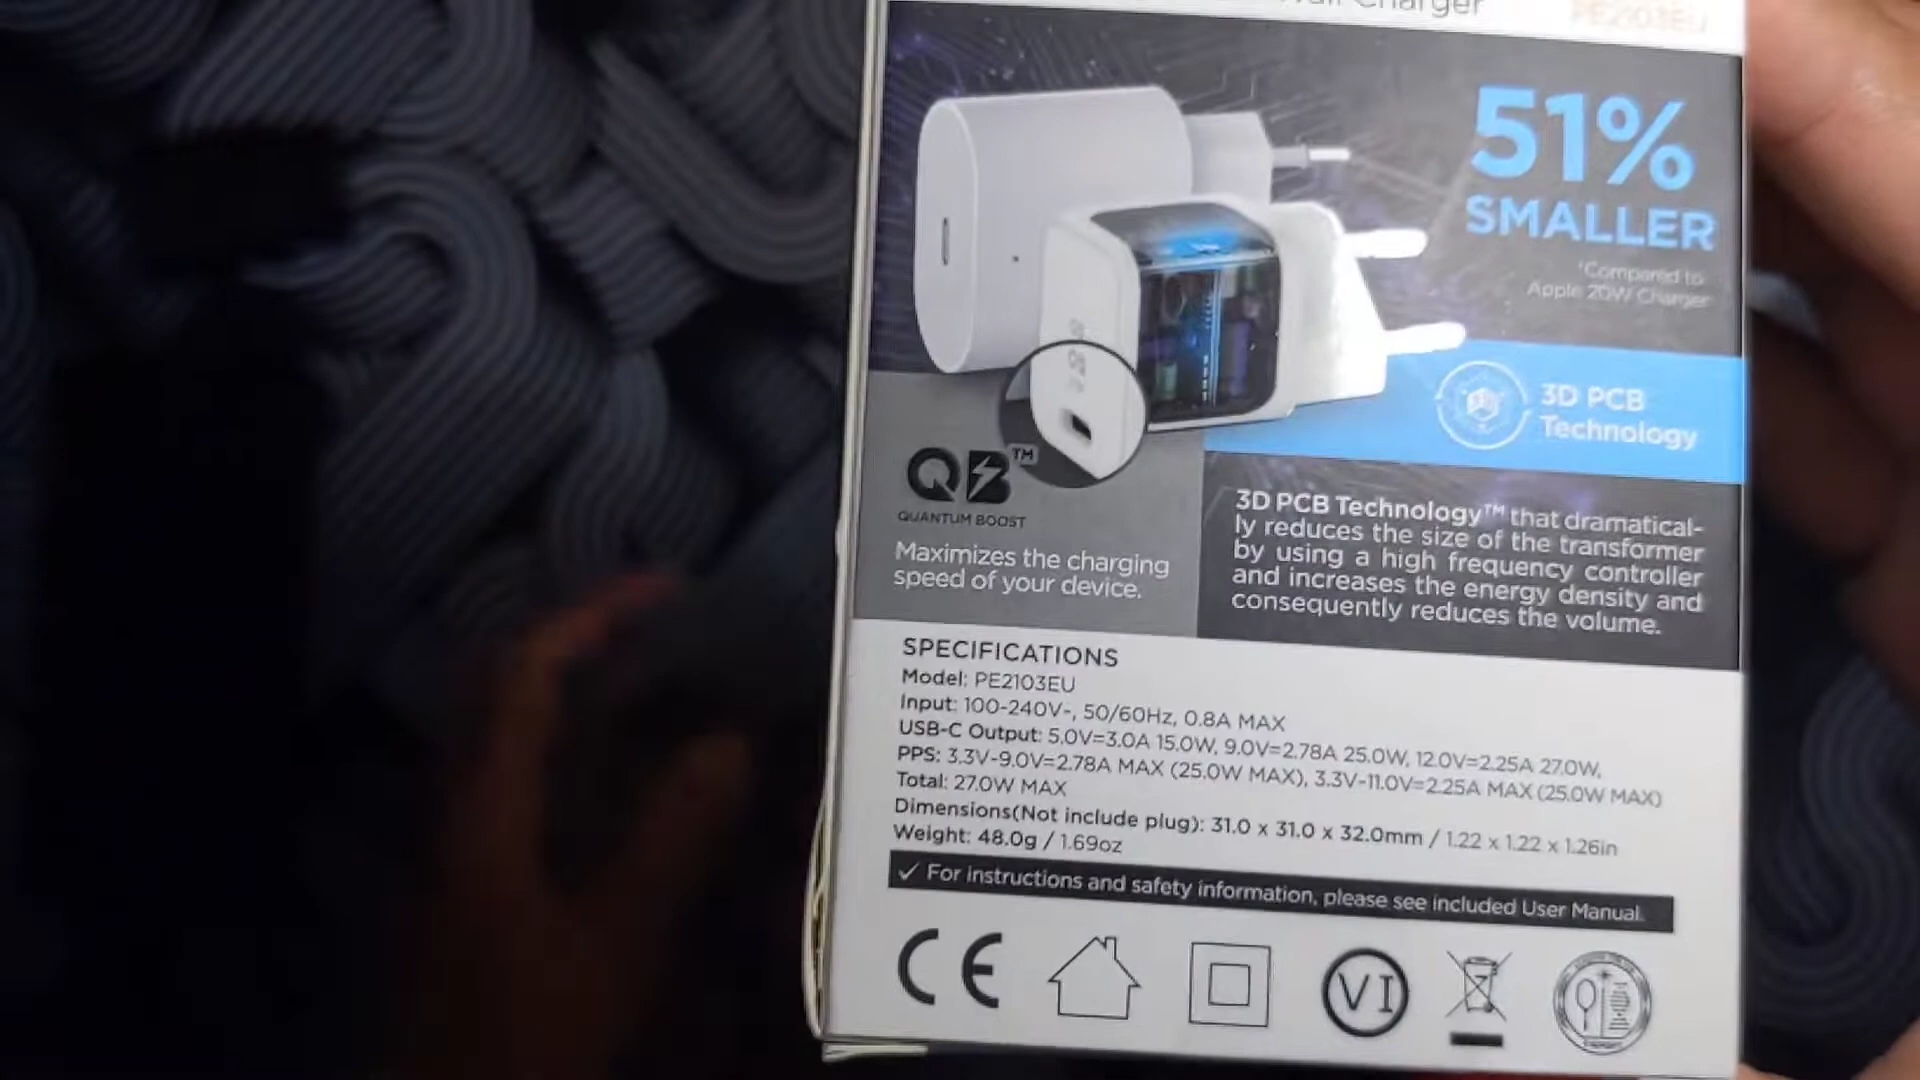 Wall Charger PE2103EU
51%
SMALLER
*Compared to
Apple 20W Charger
3D PCB
Technology
QB™
QUANTUM BOOST
Maximizes the charging
speed of your device.
3D PCB Technology™ that dramatical-
ly reduces the size of the transformer
by using a high frequency controller
and increases the energy density and
consequently reduces the volume.
SPECIFICATIONS
Model: PE2103EU
Input: 100-240V~, 50/60Hz, 0.8A MAX
USB-C Output: 5.0V=3.0A 15.0W, 9.0V=2.78A 25.0W, 12.0V=2.25A 27.0W,
PPS: 3.3V-9.0V=2.78A MAX (25.0W MAX), 3.3V-11.0V=2.25A MAX (25.0W MAX)
Total: 27.0W MAX
Dimensions(Not include plug): 31.0 x 31.0 x 32.0mm / 1.22 x 1.22 x 1.26in
Weight: 48.0g / 1.69oz
✓ For instructions and safety information, please see included User Manual.
CE
VI